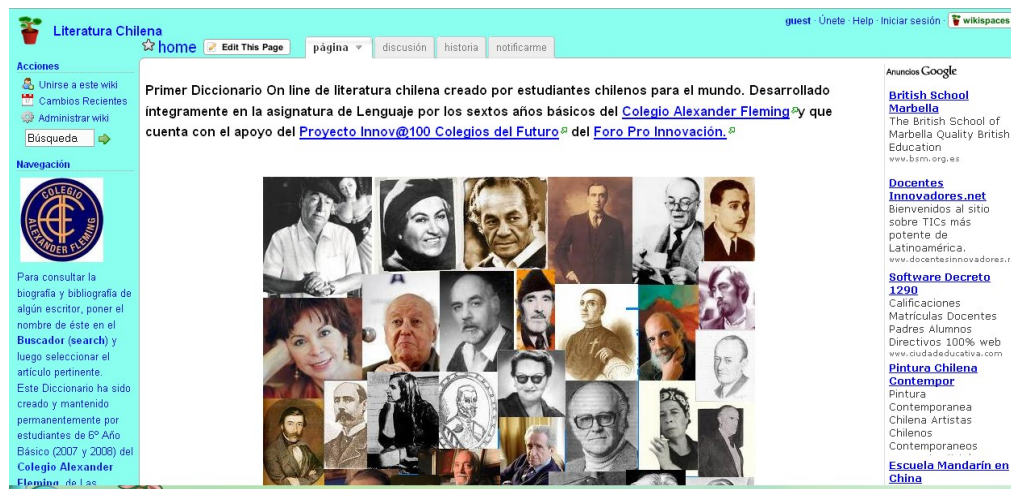 Literatura Chilena
guest · Únete · Help · Iniciar sesión · wikispaces
home Edit This Page página discusión historia notificarme
Acciones
Unirse a este wiki
Cambios Recientes
Administrar wiki
Búsqueda
Navegación
COLEGIO
ALEXANDER FLEMING
Para consultar la
biografía y bibliografía de
algún escritor, poner el
nombre de éste en el
Buscador (search) y
luego seleccionar el
artículo pertinente.
Este Diccionario ha sido
creado y mantenido
permanentemente por
estudiantes de 6º Año
Básico (2007 y 2008) del
Colegio Alexander
Fleming, de Las
Primer Diccionario On line de literatura chilena creado por estudiantes chilenos para el mundo. Desarrollado
íntegramente en la asignatura de Lenguaje por los sextos años básicos del Colegio Alexander Fleming y que
cuenta con el apoyo del Proyecto Innov@100 Colegios del Futuro del Foro Pro Innovación.
Anuncios Google
British School
Marbella
The British School of
Marbella Quality British
Education
www.bsm.org.es
Docentes
Innovadores.net
Bienvenidos al sitio
sobre TICs más
potente de
Latinoamérica.
www.docentesinnovadores.r
Software Decreto
1290
Calificaciones
Matrículas Docentes
Padres Alumnos
Directivos 100% web
www.ciudadeducativa.com
Pintura Chilena
Contempor
Pintura
Contemporanea
Chilena Artistas
Chilenos
Contemporaneos
Escuela Mandarín en
China